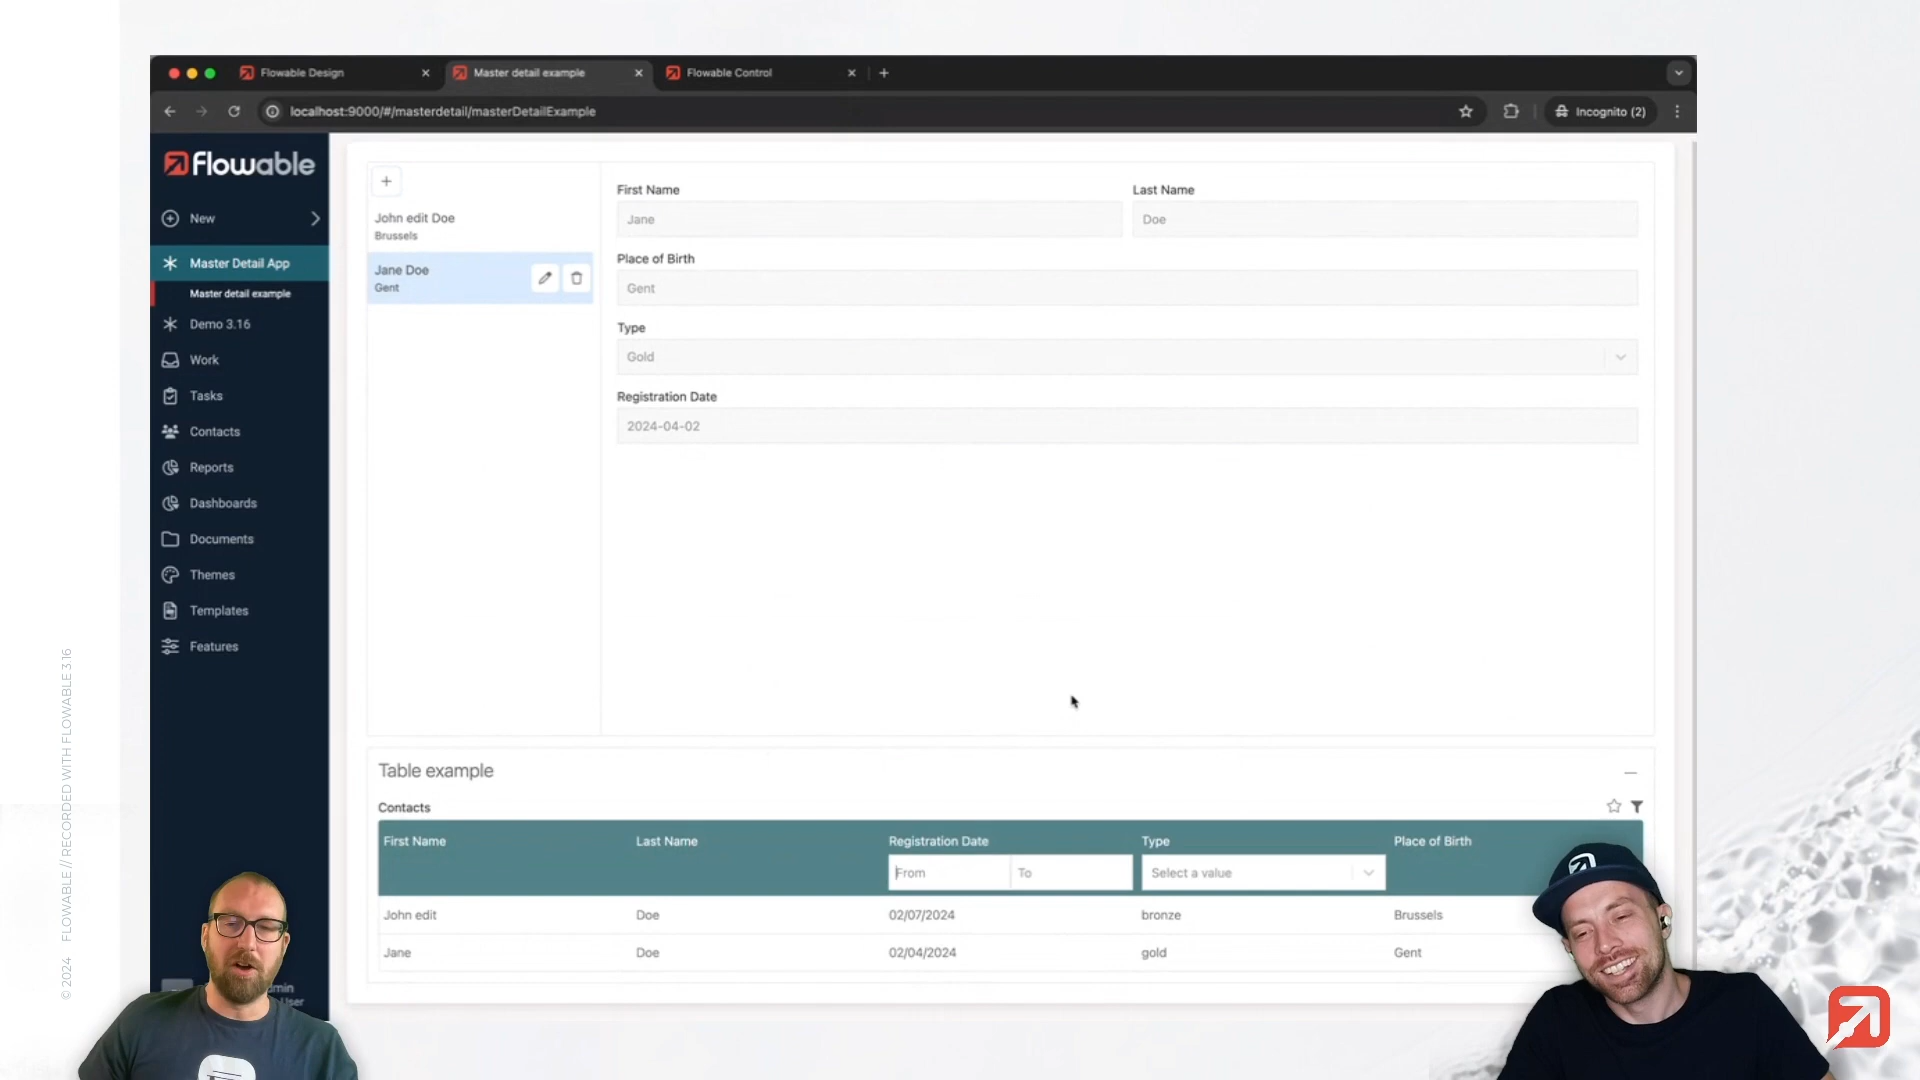 Flowable Design
Master detail example
Flowable Control
localhost:9000/#/masterdetail/masterDetailExample
Incognito (2)
Flowable
New
Master Detail App
Master detail example
Demo 3.16
Work
Tasks
Contacts
Reports
Dashboards
Documents
Themes
Templates
Features
John edit Doe
Brussels
Jane Doe
Gent
First Name
Last Name
Jane
Doe
Place of Birth
Gent
Type
Gold
Registration Date
2024-04-02
Table example
Contacts
First Name
Last Name
Registration Date
Type
Place of Birth
From
To
Select a value
John edit
Doe
02/07/2024
bronze
Brussels
Jane
Doe
02/04/2024
gold
Gent
User
© 2024 FLOWABLE // RECORDED WITH FLOWABLE 3.16